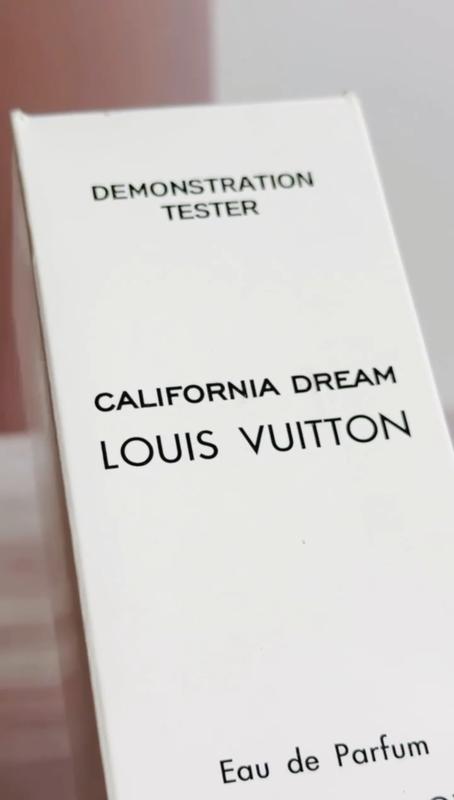 DEMONSTRATION
TESTER
CALIFORNIA DREAM
LOUIS VUITTON
Eau de Parfum